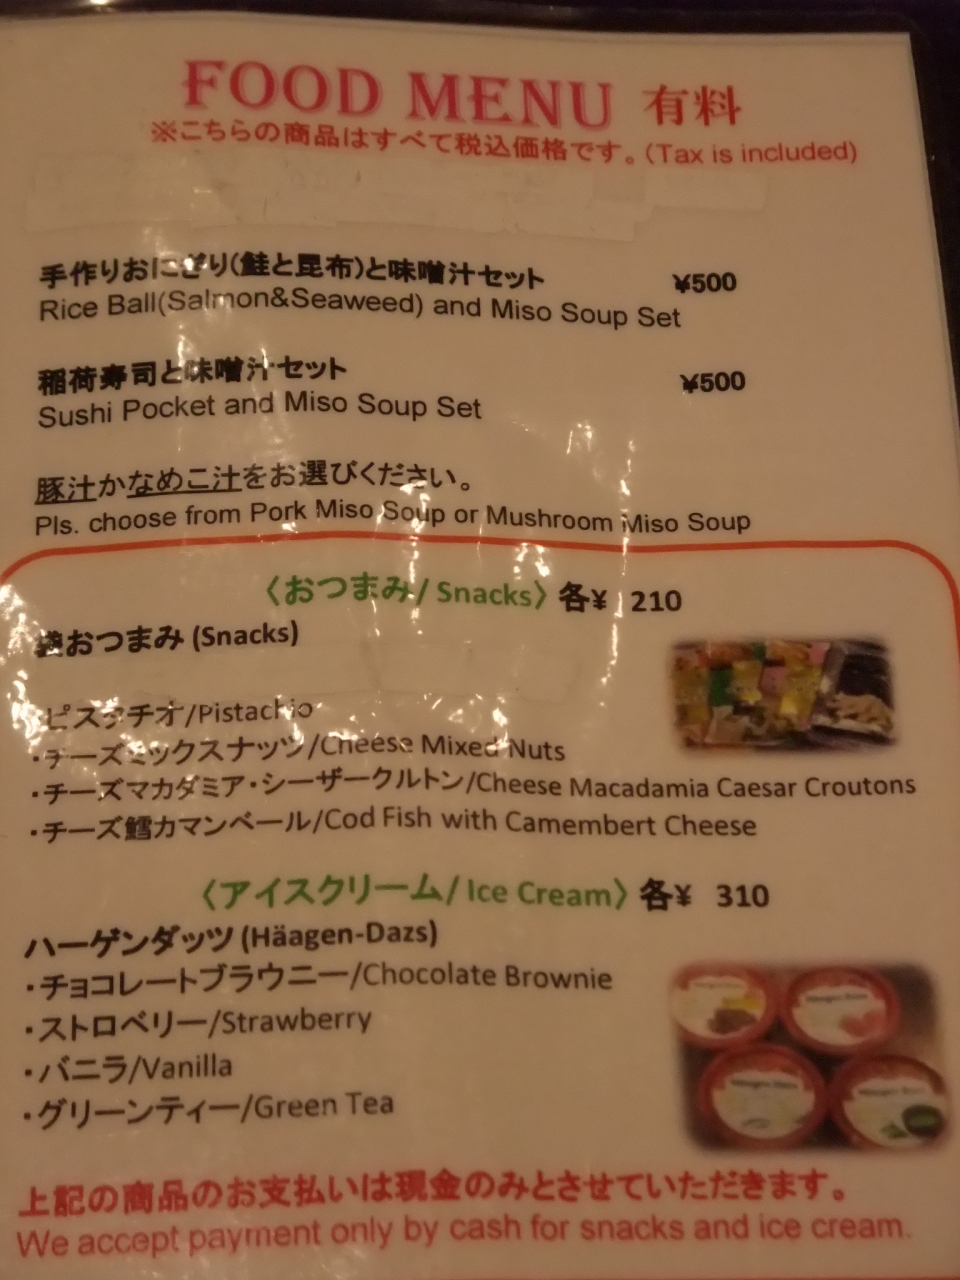 FOOD MENU 有料
※こちらの商品はすべて税込価格です。(Tax is included)
手作りおにぎり(鮭と昆布)と味噌汁セット ¥500
Rice Ball(Salmon&Seaweed) and Miso Soup Set
稲荷寿司と味噌汁セット ¥500
Sushi Pocket and Miso Soup Set
豚汁かなめこ汁をお選びください。
Pls. choose from Pork Miso Soup or Mushroom Miso Soup
〈おつまみ/ Snacks〉各¥ 210
袋おつまみ (Snacks)
・ピスタチオ/Pistachio
・チーズミックスナッツ/Cheese Mixed Nuts
・チーズマカダミア・シーザークルトン/Cheese Macadamia Caesar Croutons
・チーズ鱈カマンベール/Cod Fish with Camembert Cheese
〈アイスクリーム/ Ice Cream〉各¥ 310
ハーゲンダッツ (Häagen-Dazs)
・チョコレートブラウニー/Chocolate Brownie
・ストロベリー/Strawberry
・バニラ/Vanilla
・グリーンティー/Green Tea
上記の商品のお支払いは現金のみとさせていただきます。
We accept payment only by cash for snacks and ice cream.